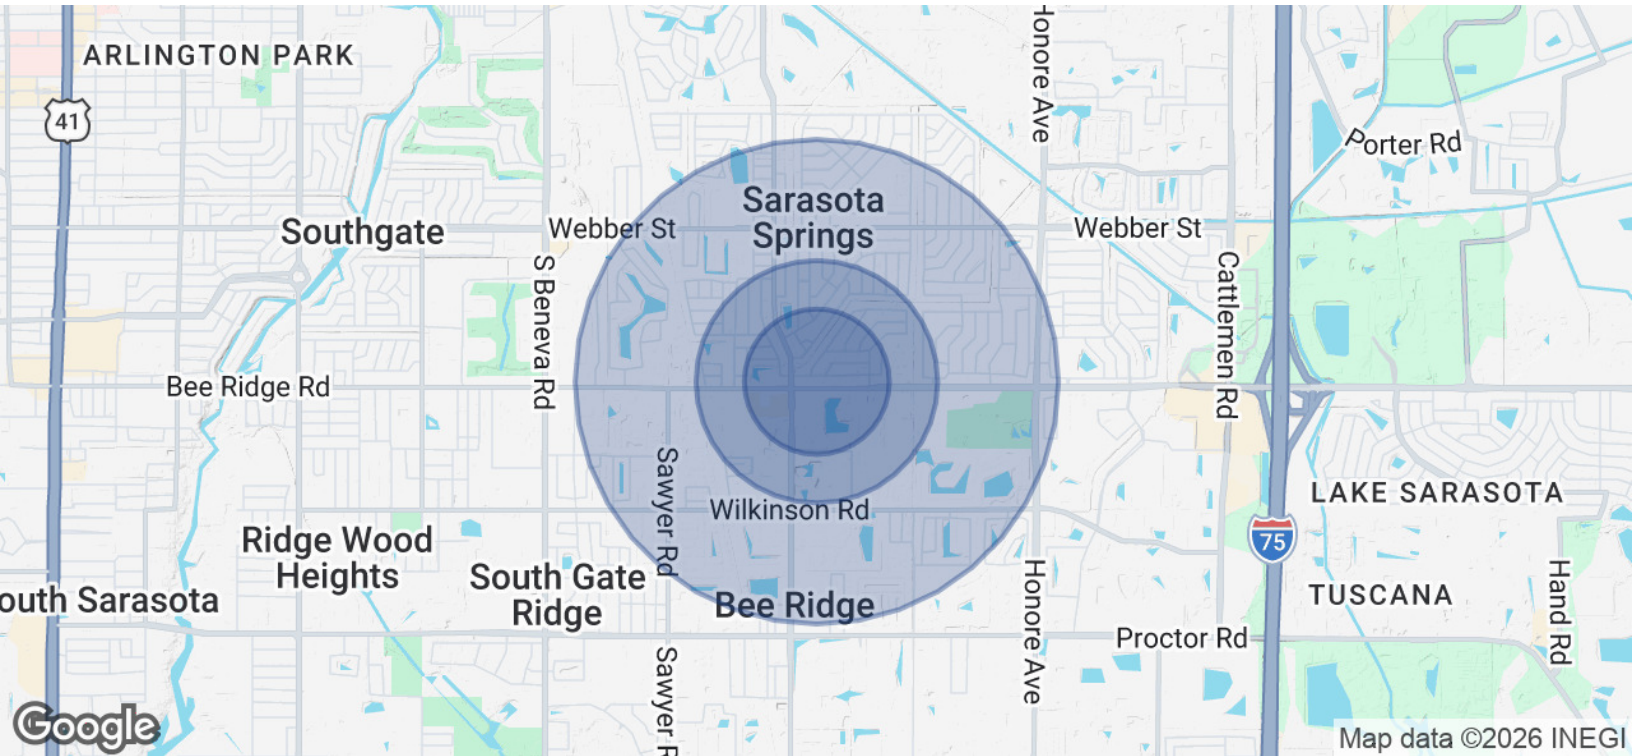 ARLINGTON PARK
41
Honore Ave
Porter Rd
Sarasota
Springs
Southgate
Webber St
Webber St
S Beneva Rd
Cattlemen Rd
Bee Ridge Rd
Sawyer Rd
Wilkinson Rd
LAKE SARASOTA
75
Ridge Wood
Heights
South Gate
Ridge
outh Sarasota
Bee Ridge
Honore Ave
TUSCANA
Hand Rd
Proctor Rd
Sawyer R
Google
Map data ©2026 INEGI